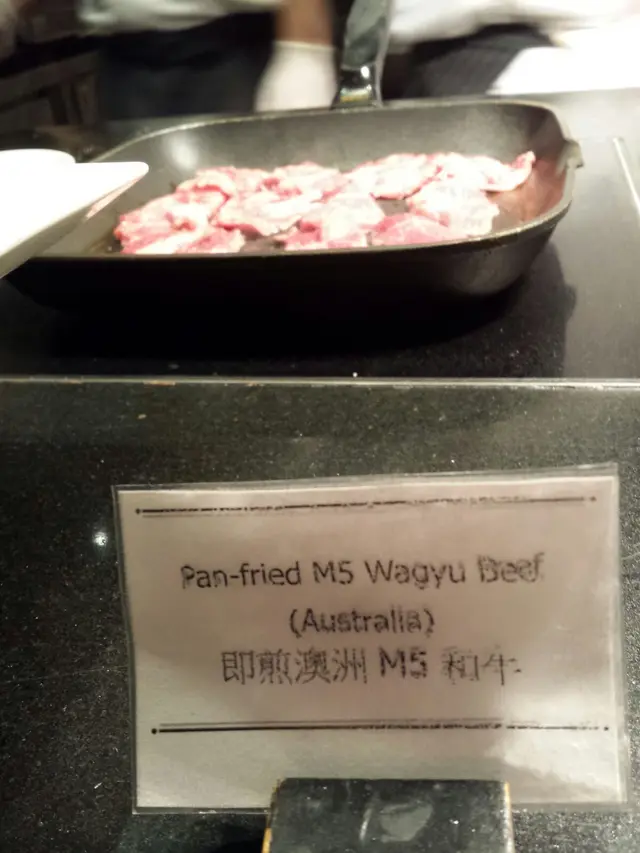 Pan-fried M5 Wagyu Beef
(Australia)
即煎澳洲 M5 和牛